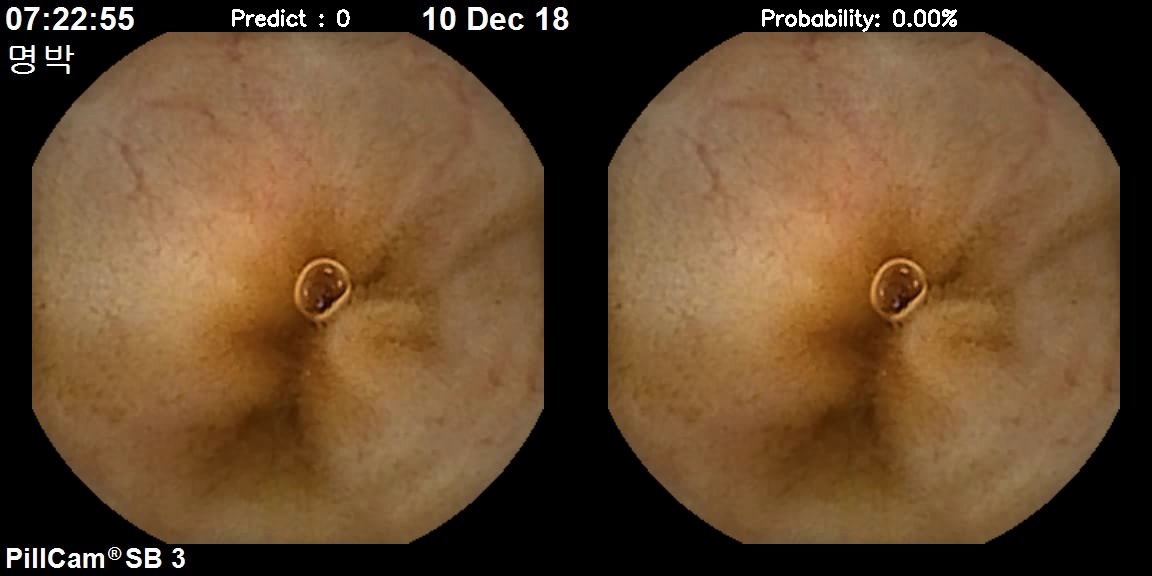 07:22:55
Predict : 0
10 Dec 18
Probability: 0.00%
명박
PillCam® SB 3